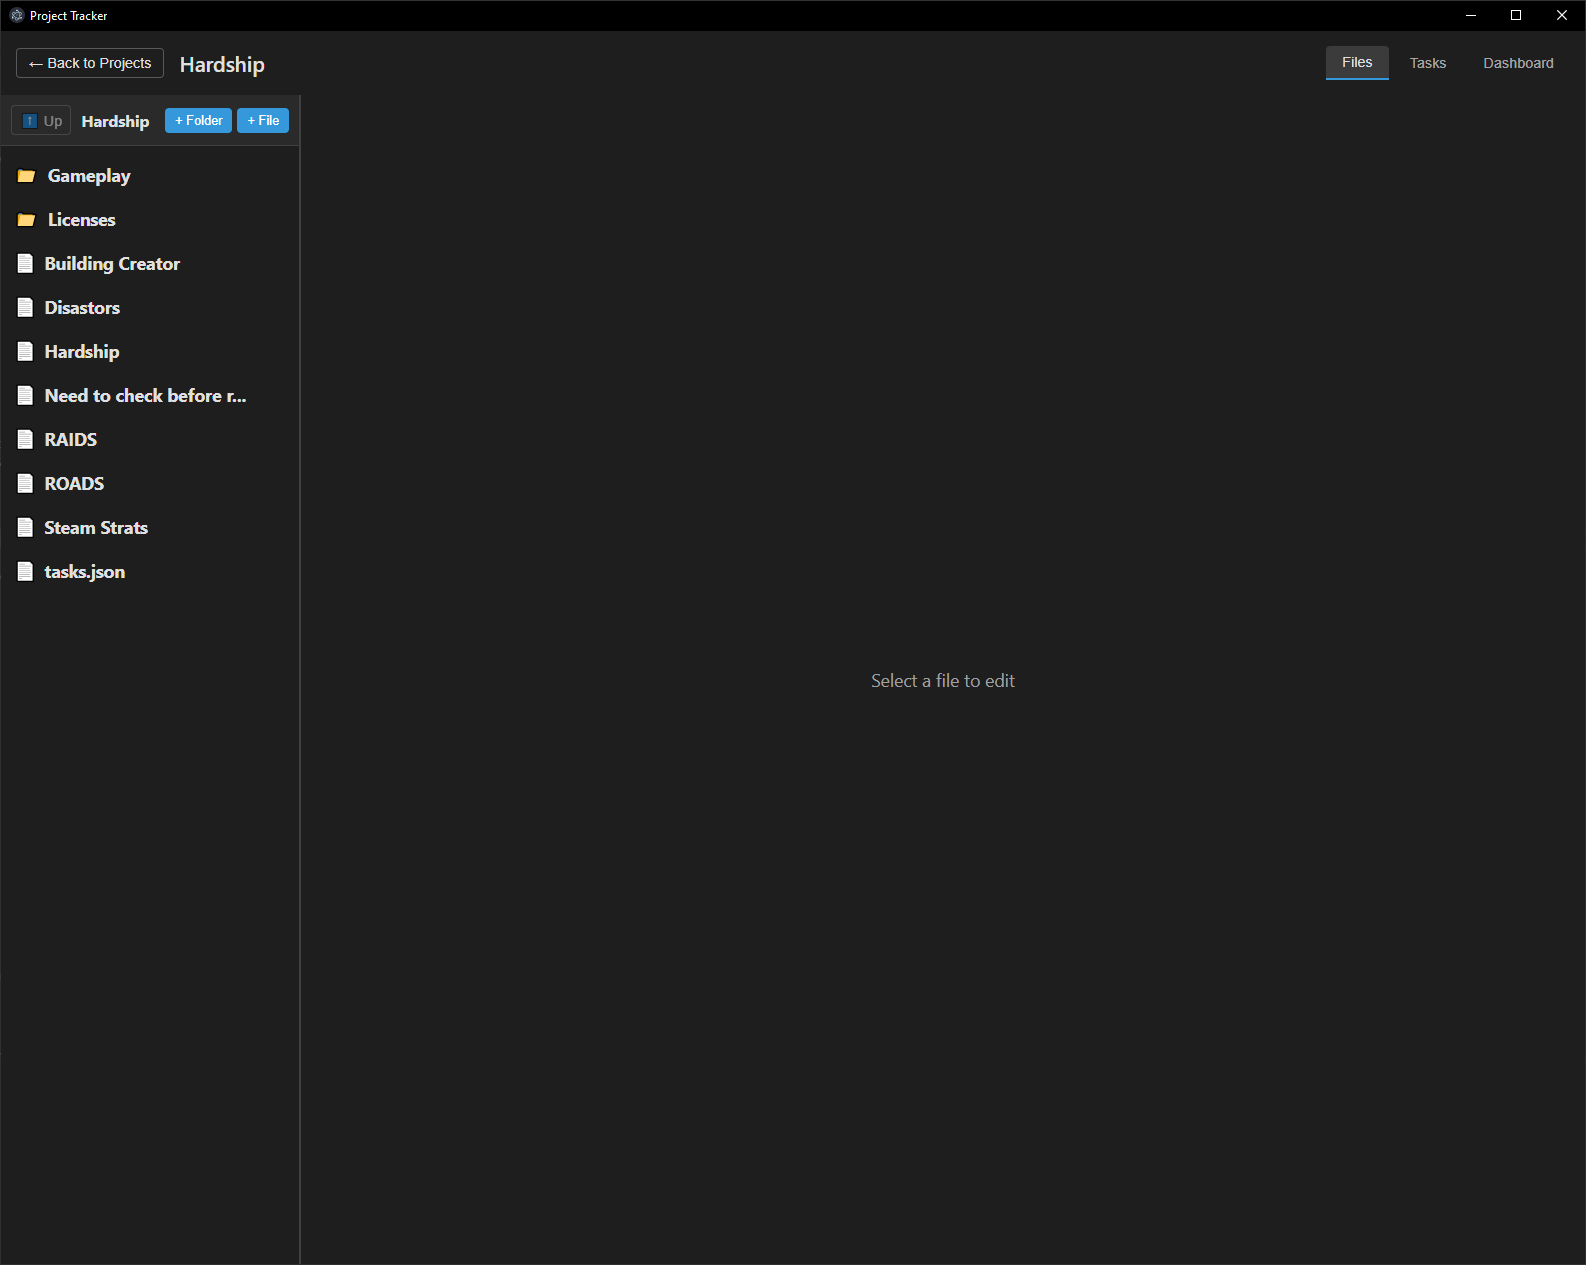 Project Tracker
← Back to Projects
Hardship
Files
Tasks
Dashboard
↑ Up
Hardship
+ Folder
+ File
Gameplay
Licenses
Building Creator
Disastors
Hardship
Need to check before r...
RAIDS
ROADS
Steam Strats
tasks.json
Select a file to edit